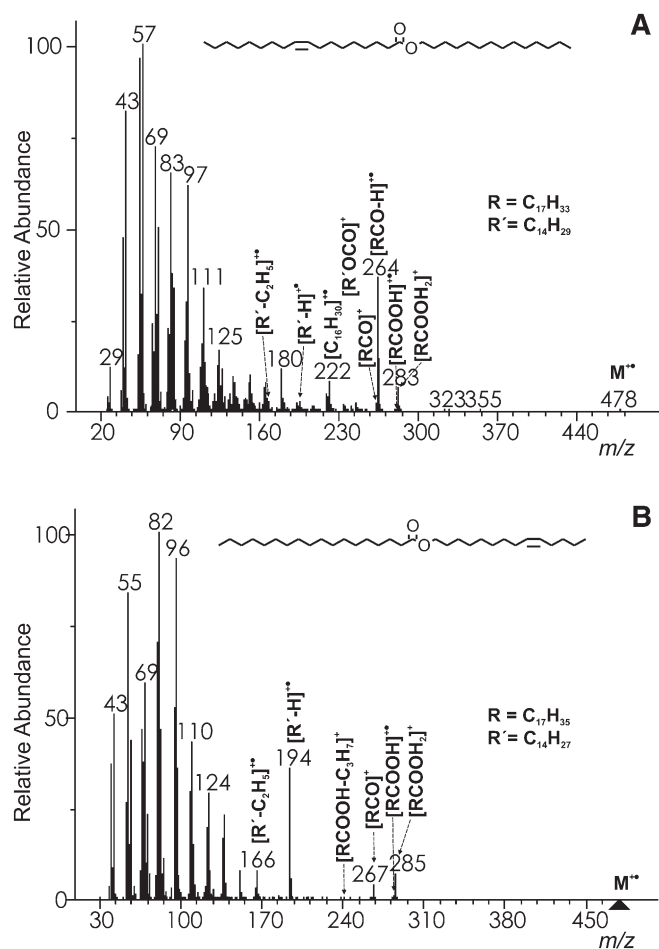 A
O
O
100
50
0
Relative Abundance
57
43
69
83
97
111
125
29
[R´-C₂H₅]⁺•
180
[R´-H]⁺•
[C₁₆H₃₀]⁺•
222
[R´OCO]⁺
[RCO]⁺
[RCO-H]⁺•
264
[RCOOH]⁺•
[RCOOH₂]⁺
283
323
355
M⁺•
478
R = C₁₇H₃₃
R´= C₁₄H₂₉
20 90 160 230 300 370 440
m/z
B
O
O
100
50
0
Relative Abundance
82
96
55
69
43
110
124
[R´-C₂H₅]⁺•
166
[R´-H]⁺•
194
[RCOOH-C₃H₇]⁺
[RCO]⁺
267
[RCOOH]⁺•
[RCOOH₂]⁺
285
M⁺•
R = C₁₇H₃₅
R´= C₁₄H₂₇
30 100 170 240 310 380 450
m/z